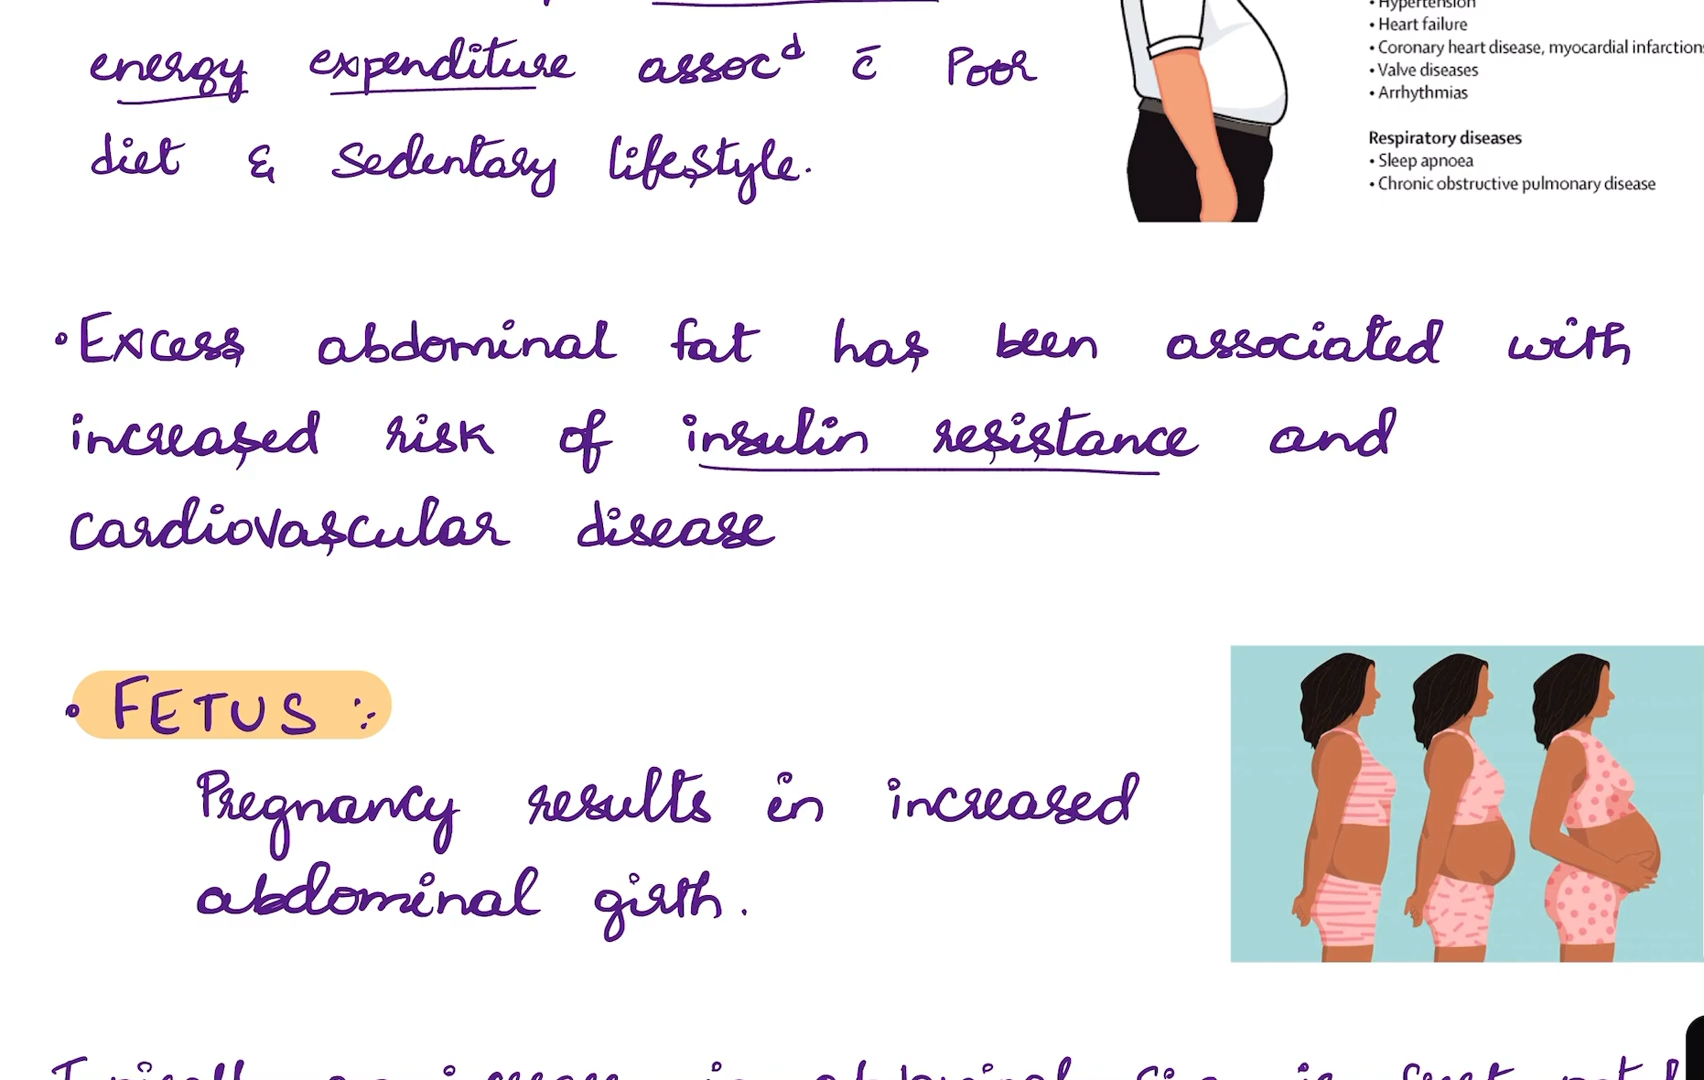 energy expenditure assocᵈ c̄ Poor
diet & Sedentary lifestyle.
• Hypertension
• Heart failure
• Coronary heart disease, myocardial infarction
• Valve diseases
• Arrhythmias
Respiratory diseases
• Sleep apnoea
• Chronic obstructive pulmonary disease
• Excess abdominal fat has been associated with
increased risk of insulin resistance and
cardiovascular disease
• FETUS :-
Pregnancy results in increased
abdominal girth.